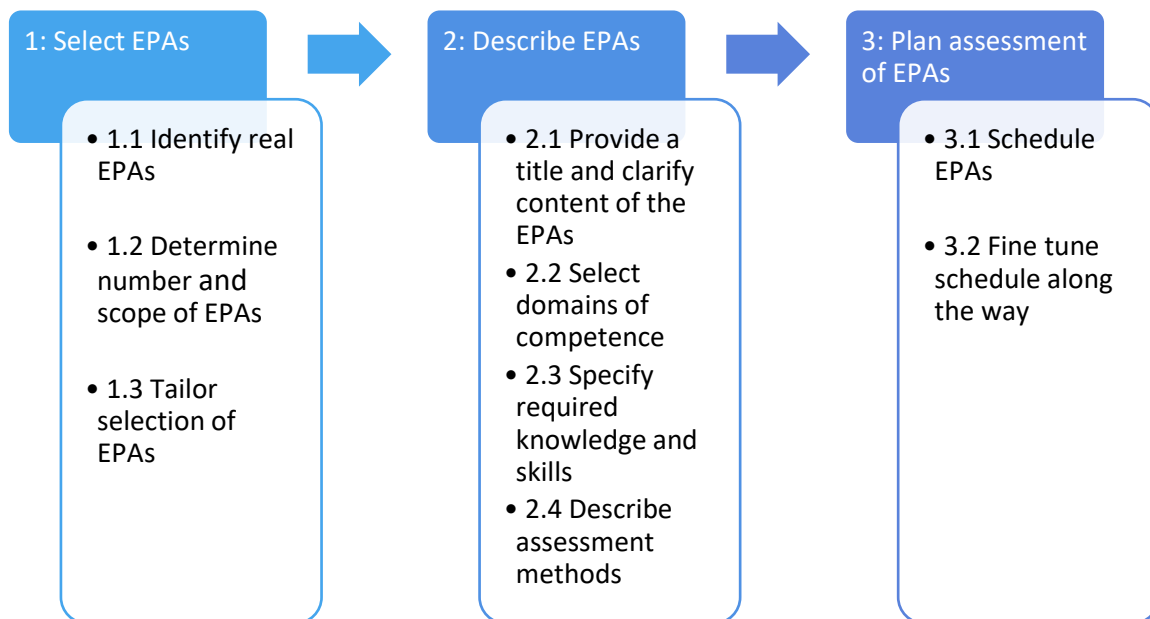 1: Select EPAs
• 1.1 Identify real
EPAs
• 1.2 Determine
number and
scope of EPAs
• 1.3 Tailor
selection of
EPAs
2: Describe EPAs
• 2.1 Provide a
title and clarify
content of the
EPAs
• 2.2 Select
domains of
competence
• 2.3 Specify
required
knowledge and
skills
• 2.4 Describe
assessment
methods
3: Plan assessment
of EPAs
• 3.1 Schedule
EPAs
• 3.2 Fine tune
schedule along
the way